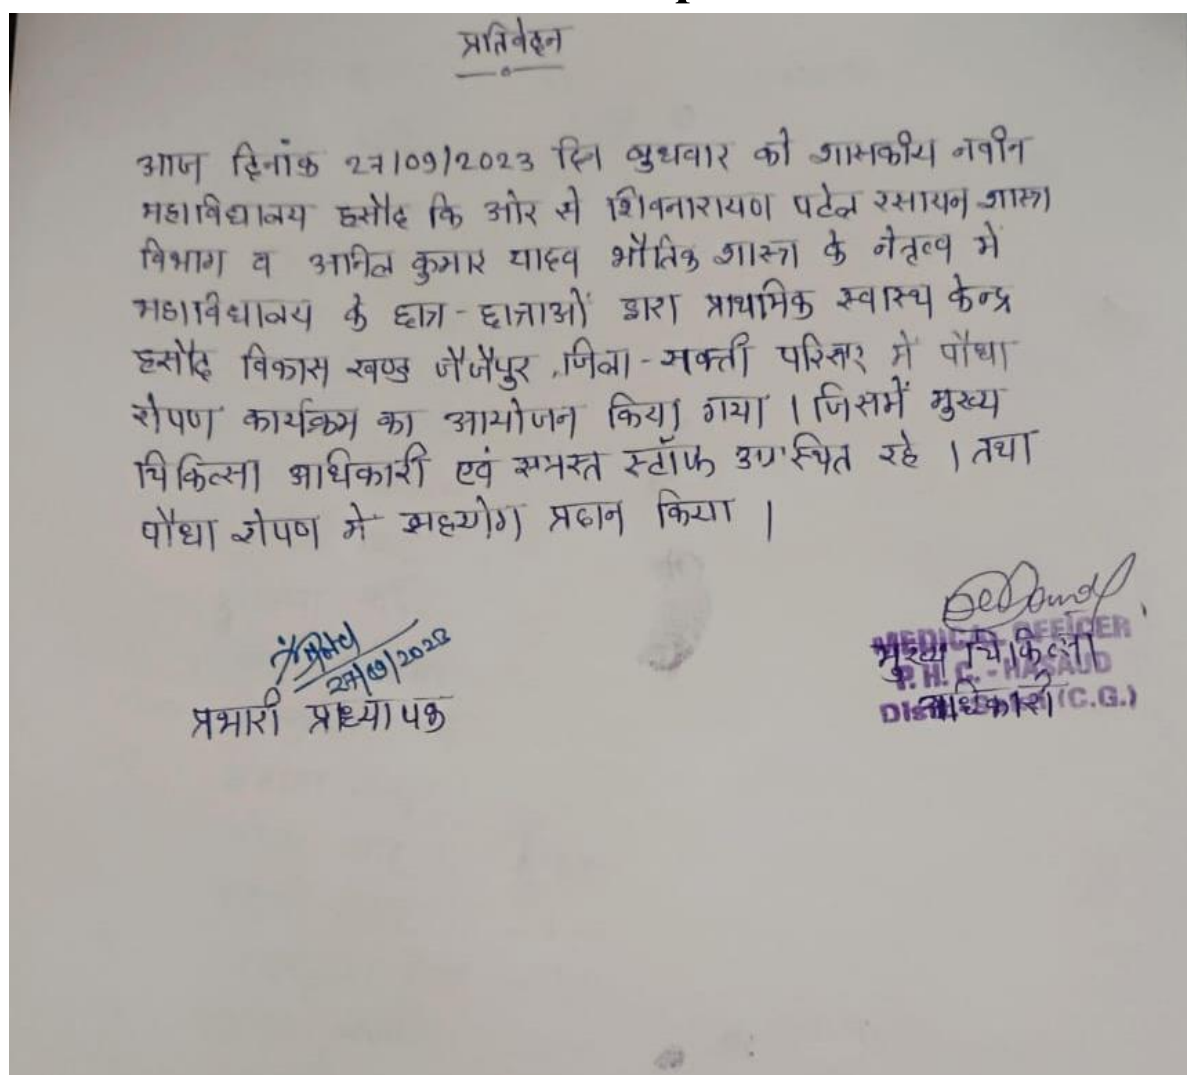 प्रतिवेदन
आज दिनांक 27/09/2023 दिन बुधवार को शासकीय नवीन
महाविद्यालय हसौद कि ओर से शिवनारायण पटेल रसायन शास्त्र
विभाग व अनिल कुमार यादव भौतिक शास्त्र के नेतृत्व में
महाविद्यालय के छात्र - छात्राओं द्वारा प्राथमिक स्वास्थ केन्द्र
हसौद विकास खण्ड जैजैपुर , जिला - सक्ती परिसर में पौधा
रोपण कार्यक्रम का आयोजन किया गया । जिसमें मुख्य
चिकित्सा अधिकारी एवं समस्त स्टॉफ उपस्थित रहे । तथा
पौधा रोपण में सहयोग प्रदान किया ।
27/09/2023
प्रभारी प्राध्यापक
MEDICAL OFFICER
मुख्य चिकित्सा
P. H. C. - HASAUD
अधिकारी
(C.G.)